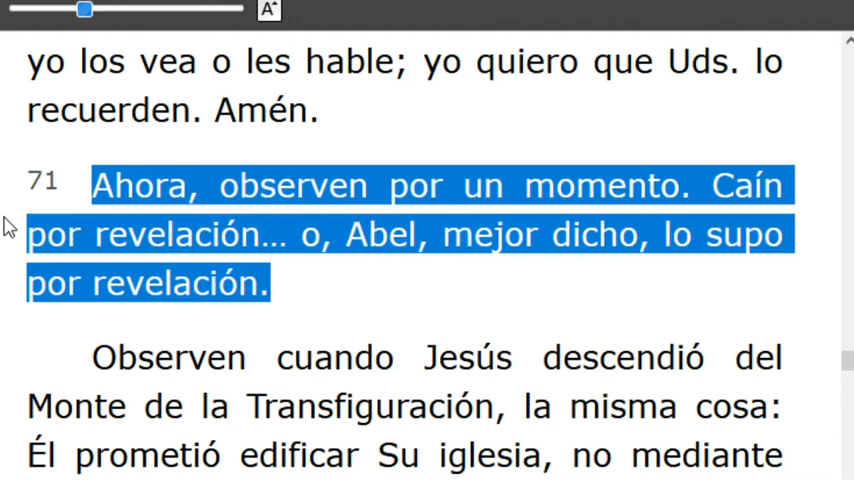 A
yo los vea o les hable; yo quiero que Uds. lo
recuerden. Amén.
71 Ahora, observen por un momento. Caín
por revelación... o, Abel, mejor dicho, lo supo
por revelación.
Observen cuando Jesús descendió del
Monte de la Transfiguración, la misma cosa:
Él prometió edificar Su iglesia, no mediante